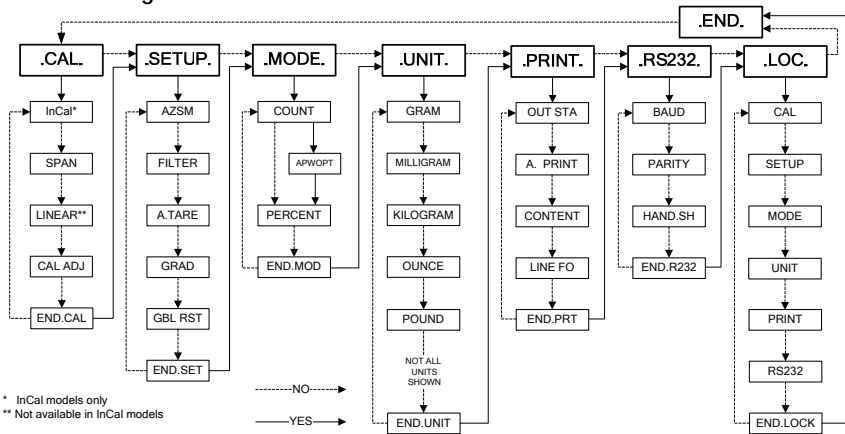 .END.
.CAL.
.SETUP.
.MODE.
.UNIT.
.PRINT.
.RS232.
.LOC.
InCal*
SPAN
LINEAR**
CAL ADJ
END.CAL
AZSM
FILTER
A.TARE
GRAD
GBL RST
END.SET
COUNT
APWOPT
PERCENT
END.MOD
GRAM
MILLIGRAM
KILOGRAM
OUNCE
POUND
NOT ALL
UNITS
SHOWN
END.UNIT
OUT STA
A. PRINT
CONTENT
LINE FO
END.PRT
BAUD
PARITY
HAND.SH
END.R232
CAL
SETUP
MODE
UNIT
PRINT
RS232
END.LOCK
NO
YES
* InCal models only
** Not available in InCal models